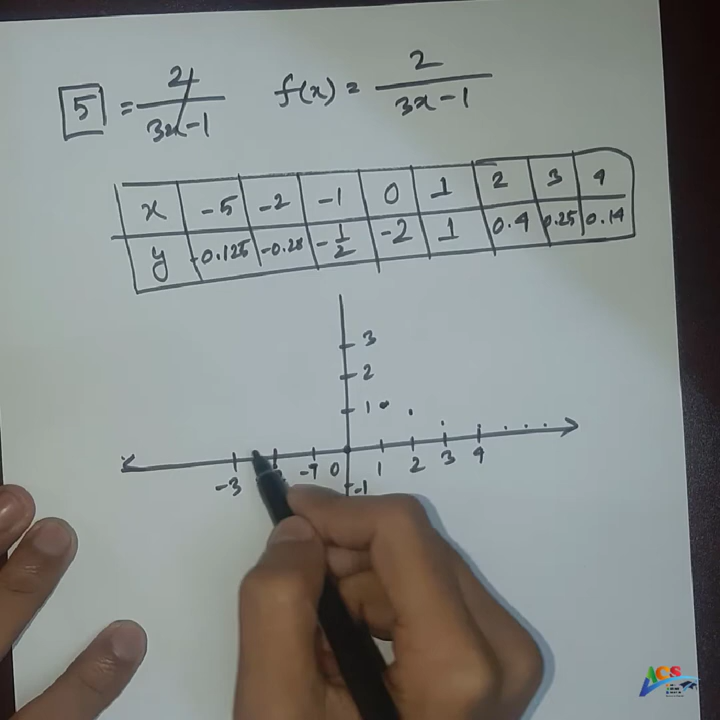 5 = 2/(3x-1) f(x) = 2/(3x-1)
x -5 -2 -1 0 1 2 3 4
y -0.125 -0.28 -1/2 -2 1 0.4 0.25 0.14
3
2
1
-3 -1 0 1 2 3 4
-1
ACS